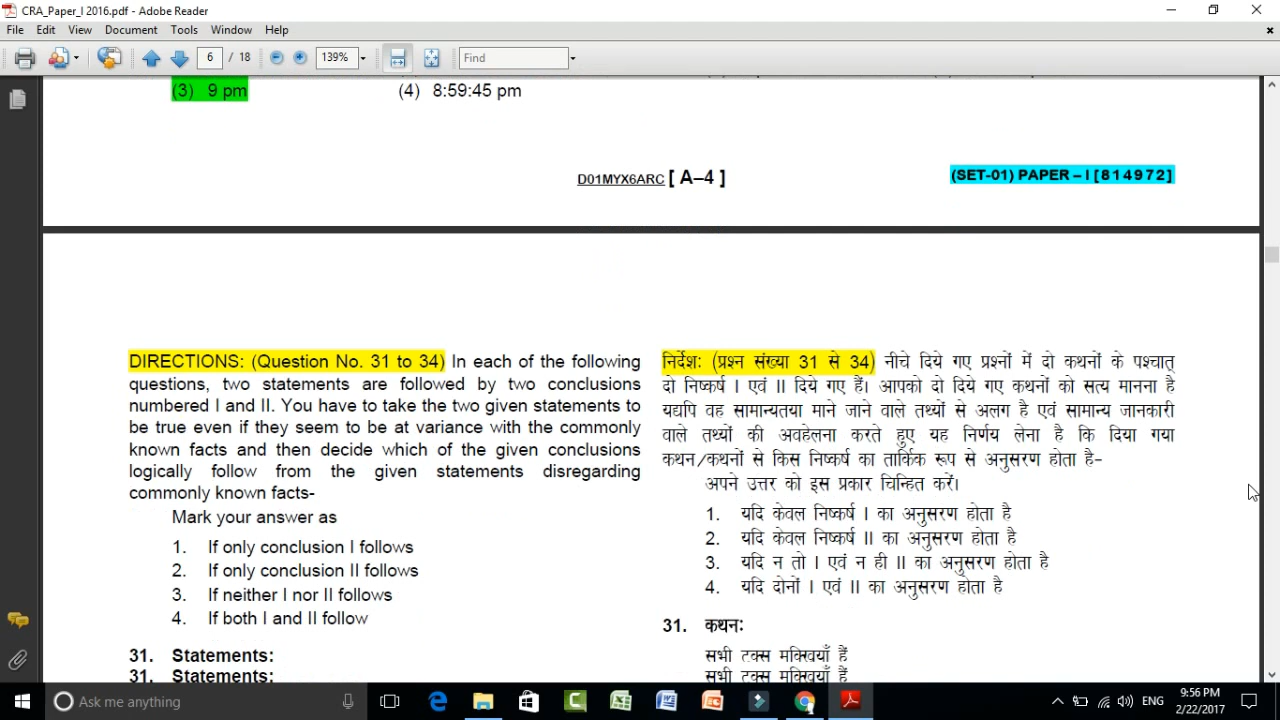 CRA_Paper_I 2016.pdf - Adobe Reader
File Edit View Document Tools Window Help
6 / 18 139% Find
(3) 9 pm (4) 8:59:45 pm
D01MYX6ARC [ A–4 ] (SET-01) PAPER – I [814972]
DIRECTIONS: (Question No. 31 to 34) In each of the following
questions, two statements are followed by two conclusions
numbered I and II. You have to take the two given statements to
be true even if they seem to be at variance with the commonly
known facts and then decide which of the given conclusions
logically follow from the given statements disregarding
commonly known facts-
Mark your answer as
1. If only conclusion I follows
2. If only conclusion II follows
3. If neither I nor II follows
4. If both I and II follow
31. Statements:
31. Statements:
निर्देशः (प्रश्न संख्या 31 से 34) नीचे दिये गए प्रश्नों में दो कथनों के पश्चात्
दो निष्कर्ष I एवं II दिये गए हैं। आपको दो दिये गए कथनों को सत्य मानना है
यद्यपि वह सामान्यतया माने जाने वाले तथ्यों से अलग है एवं सामान्य जानकारी
वाले तथ्यों की अवहेलना करते हुए यह निर्णय लेना है कि दिया गया
कथन/कथनों से किस निष्कर्ष का तार्किक रूप से अनुसरण होता है-
अपने उत्तर को इस प्रकार चिन्हित करें।
1. यदि केवल निष्कर्ष I का अनुसरण होता है
2. यदि केवल निष्कर्ष II का अनुसरण होता है
3. यदि न तो I एवं न ही II का अनुसरण होता है
4. यदि दोनों I एवं II का अनुसरण होता है
31. कथनः
सभी टक्स मक्खियाँ हैं
सभी टक्स मक्खियाँ हैं
Ask me anything
ENG
9:56 PM
2/22/2017